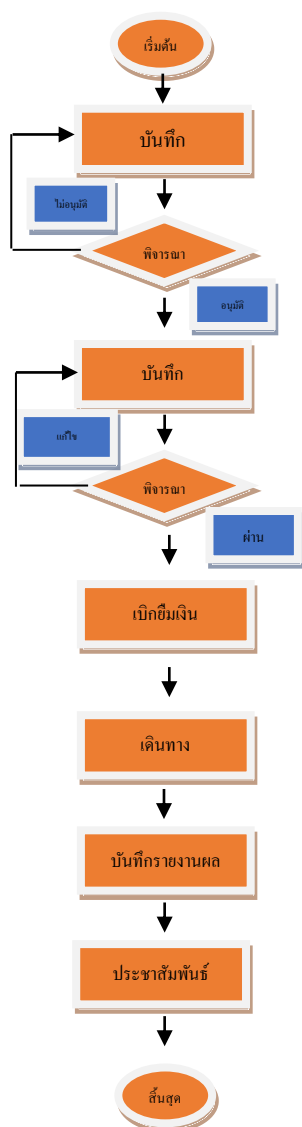 เริ่มต้น
บันทึก
ไม่อนุมัติ
พิจารณา
อนุมัติ
บันทึก
แก้ไข
พิจารณา
ผ่าน
เบิกยืมเงิน
เดินทาง
บันทึกรายงานผล
ประชาสัมพันธ์
สิ้นสุด